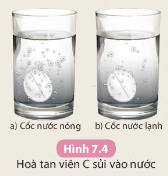 a) Cốc nước nóng b) Cốc nước lạnh
Hình 7.4
Hoà tan viên C sủi vào nước